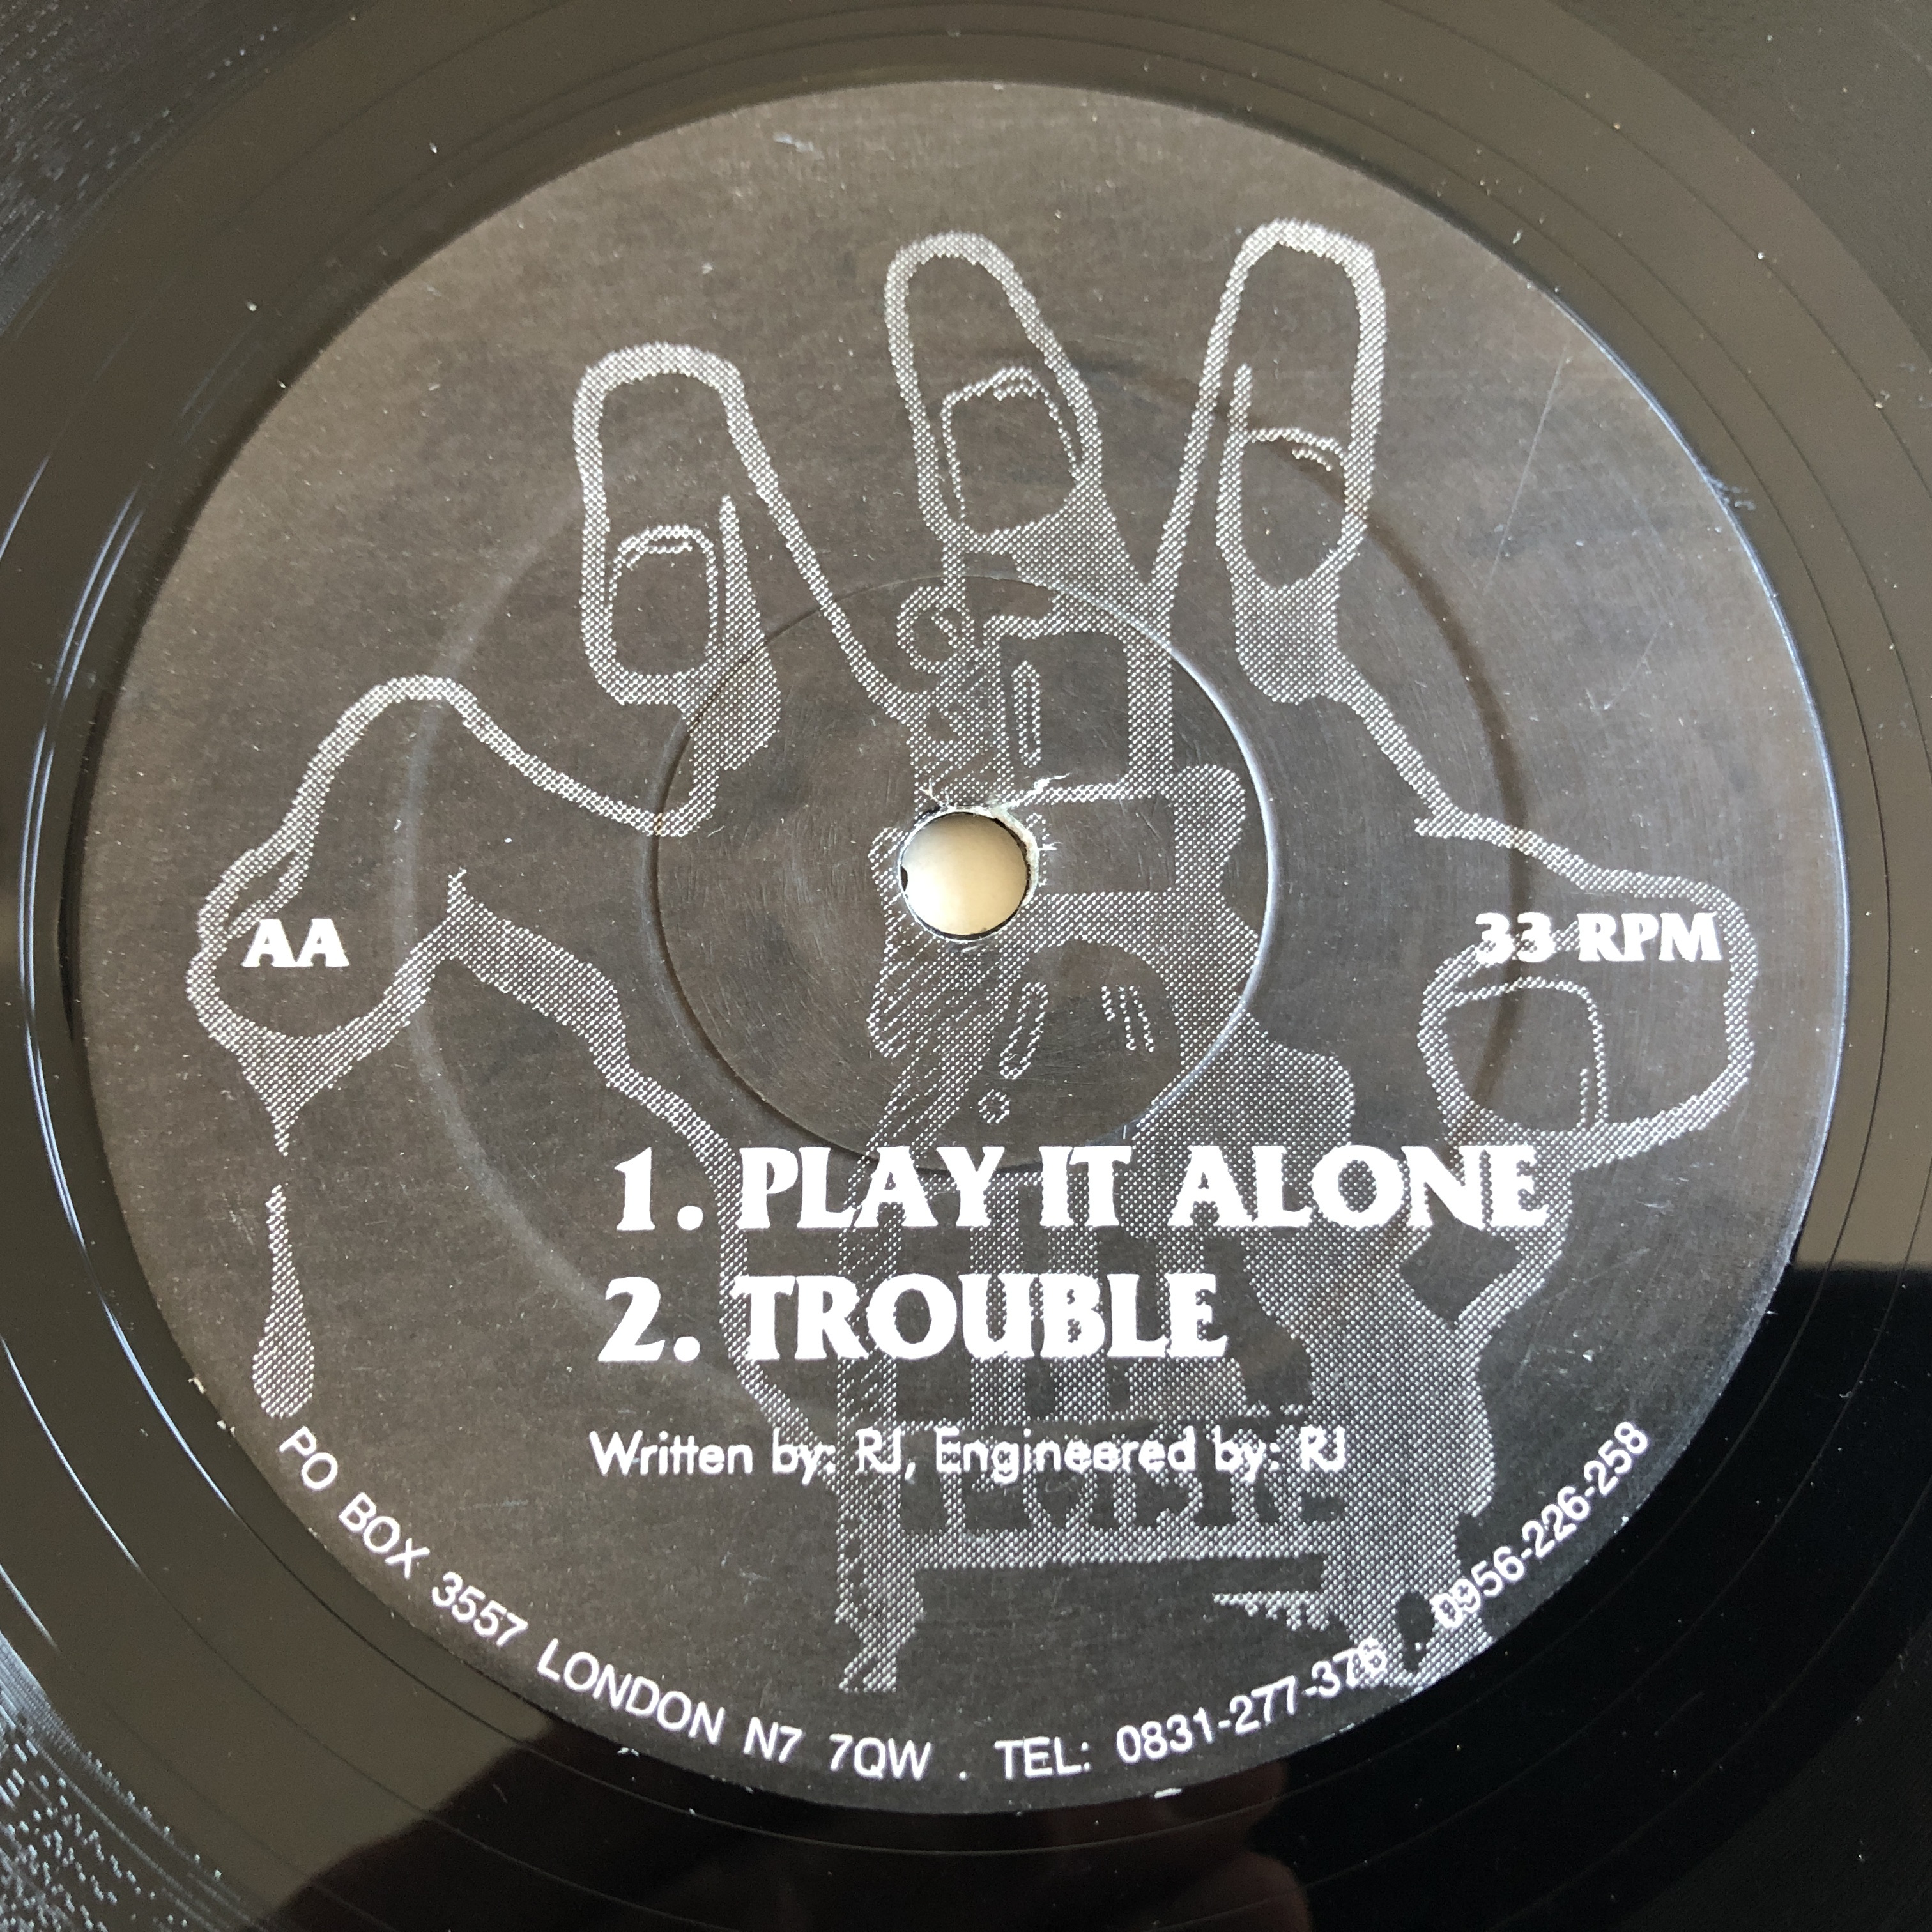 AA
33 RPM
1. PLAY IT ALONE
2. TROUBLE
Written by: RJ, Engineered by: RJ
PO BOX 3557 LONDON N7 7QW . TEL: 0831-277-376 . 0956-226-258